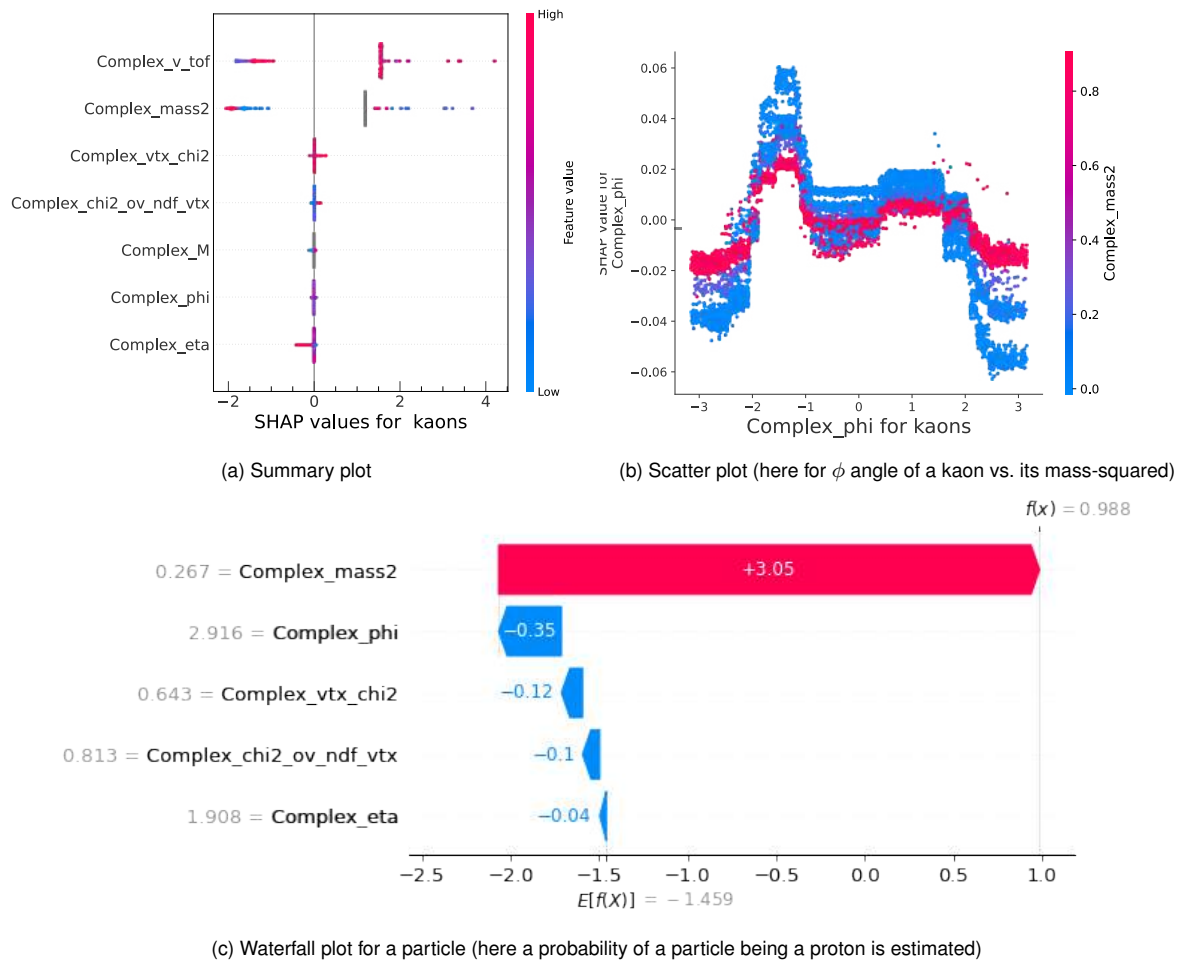 High
Complex_v_tof
Complex_mass2
Complex_vtx_chi2
Complex_chi2_ov_ndf_vtx
Complex_M
Complex_phi
Complex_eta
Feature value
Low
−2 0 2 4
SHAP values for kaons
(a) Summary plot
0.06
0.04
0.02
0.00
−0.02
−0.04
−0.06
SHAP value for
Complex_phi
−3 −2 −1 0 1 2 3
Complex_phi for kaons
0.8
0.6
0.4
0.2
0.0
Complex_mass2
(b) Scatter plot (here for ϕ angle of a kaon vs. its mass-squared)
f(x) = 0.988
0.267 = Complex_mass2
+3.05
2.916 = Complex_phi
−0.35
0.643 = Complex_vtx_chi2
−0.12
0.813 = Complex_chi2_ov_ndf_vtx
−0.1
1.908 = Complex_eta
−0.04
−2.5 −2.0 −1.5 −1.0 −0.5 0.0 0.5 1.0
E[f(X)] = −1.459
(c) Waterfall plot for a particle (here a probability of a particle being a proton is estimated)